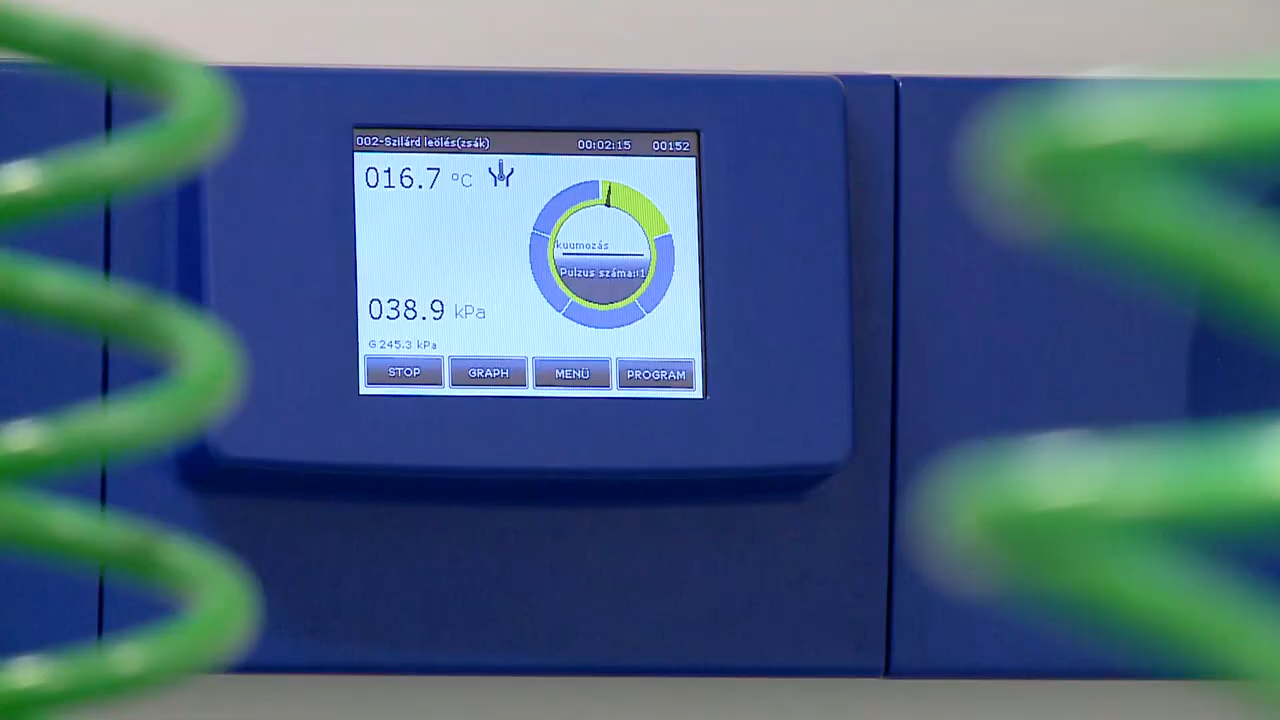 002-Szilárd leölés(zsák) 00:02:15 00152
016.7 °C
kuumozás
Pulzus száma:1
038.9 kPa
G 245.3 kPa
STOP GRAPH MENÜ PROGRAM